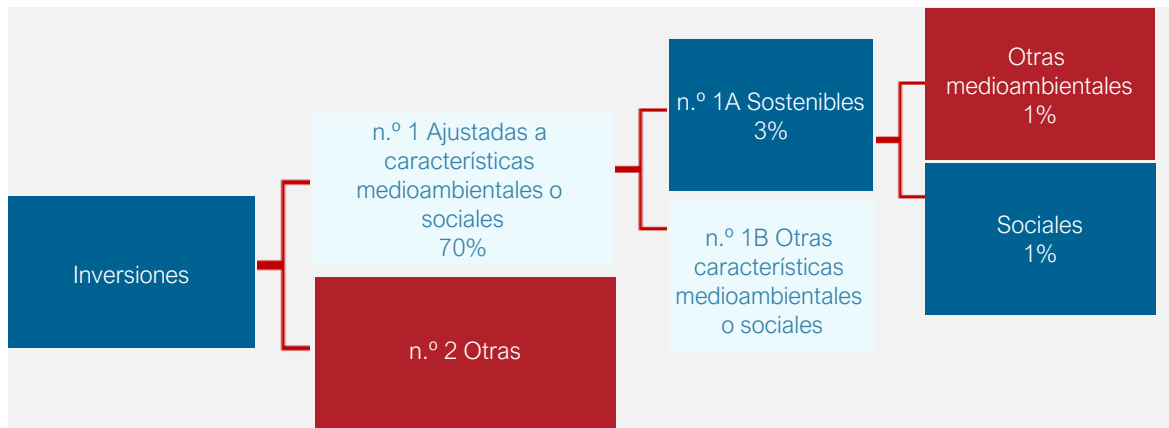 Inversiones
n.º 1 Ajustadas a
características
medioambientales o
sociales
70%
n.º 2 Otras
n.º 1A Sostenibles
3%
n.º 1B Otras
características
medioambientales
o sociales
Otras
medioambientales
1%
Sociales
1%